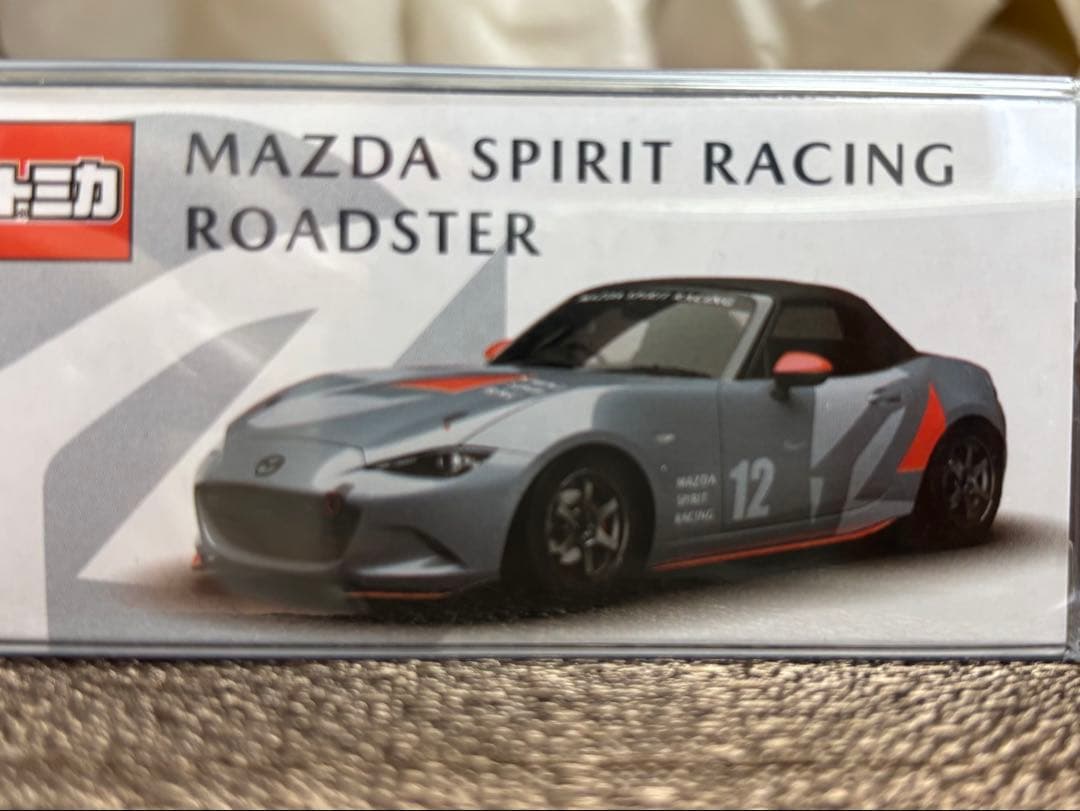 トミカ
MAZDA SPIRIT RACING
ROADSTER
MAZDA SPIRIT RACING
MAZDA
SPIRIT
RACING
12